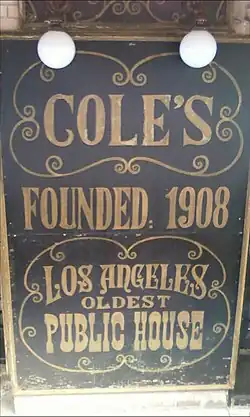 COLE'S
FOUNDED: 1908
LOS ANGELES
OLDEST
PUBLIC HOUSE